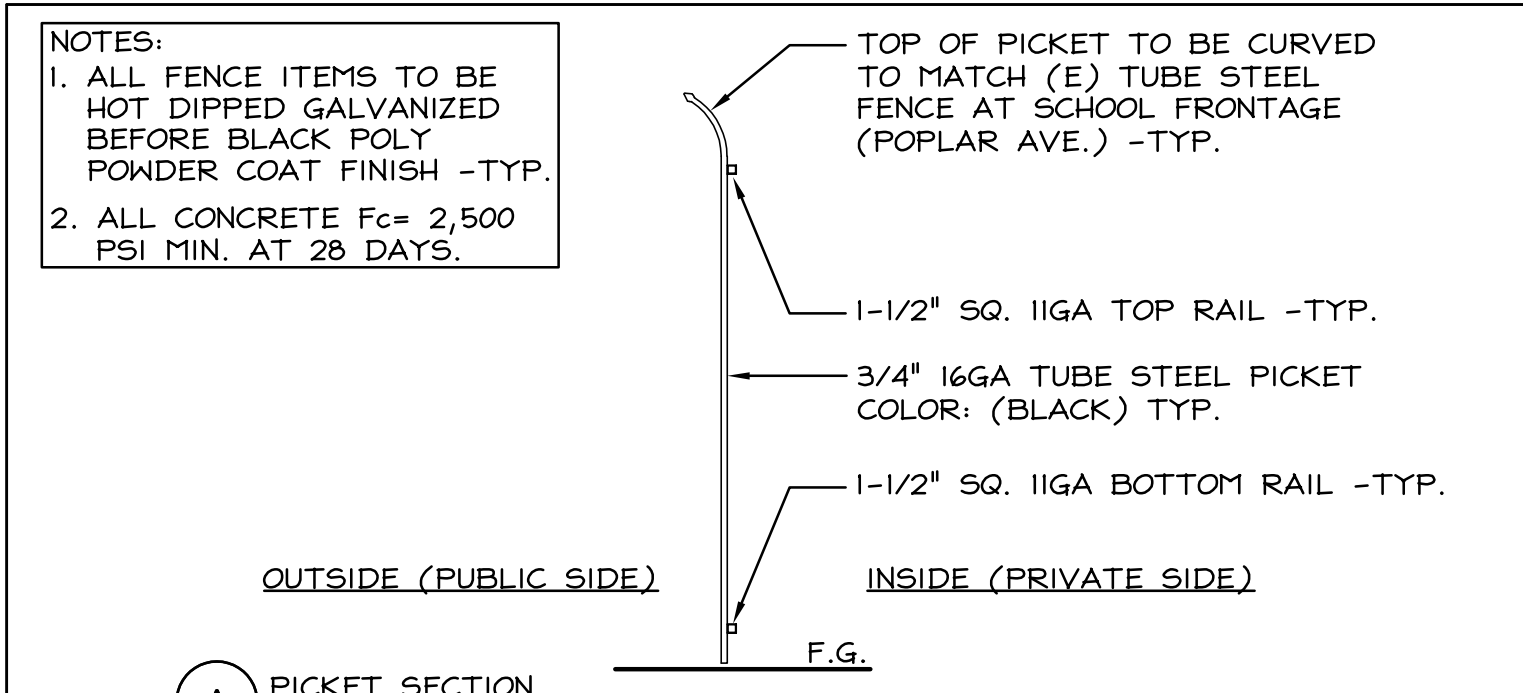 NOTES:
1. ALL FENCE ITEMS TO BE
HOT DIPPED GALVANIZED
BEFORE BLACK POLY
POWDER COAT FINISH -TYP.
2. ALL CONCRETE Fc= 2,500
PSI MIN. AT 28 DAYS.
TOP OF PICKET TO BE CURVED
TO MATCH (E) TUBE STEEL
FENCE AT SCHOOL FRONTAGE
(POPLAR AVE.) -TYP.
1-1/2" SQ. 11GA TOP RAIL -TYP.
3/4" 16GA TUBE STEEL PICKET
COLOR: (BLACK) TYP.
1-1/2" SQ. 11GA BOTTOM RAIL -TYP.
OUTSIDE (PUBLIC SIDE)
INSIDE (PRIVATE SIDE)
F.G.
A
PICKET SECTION